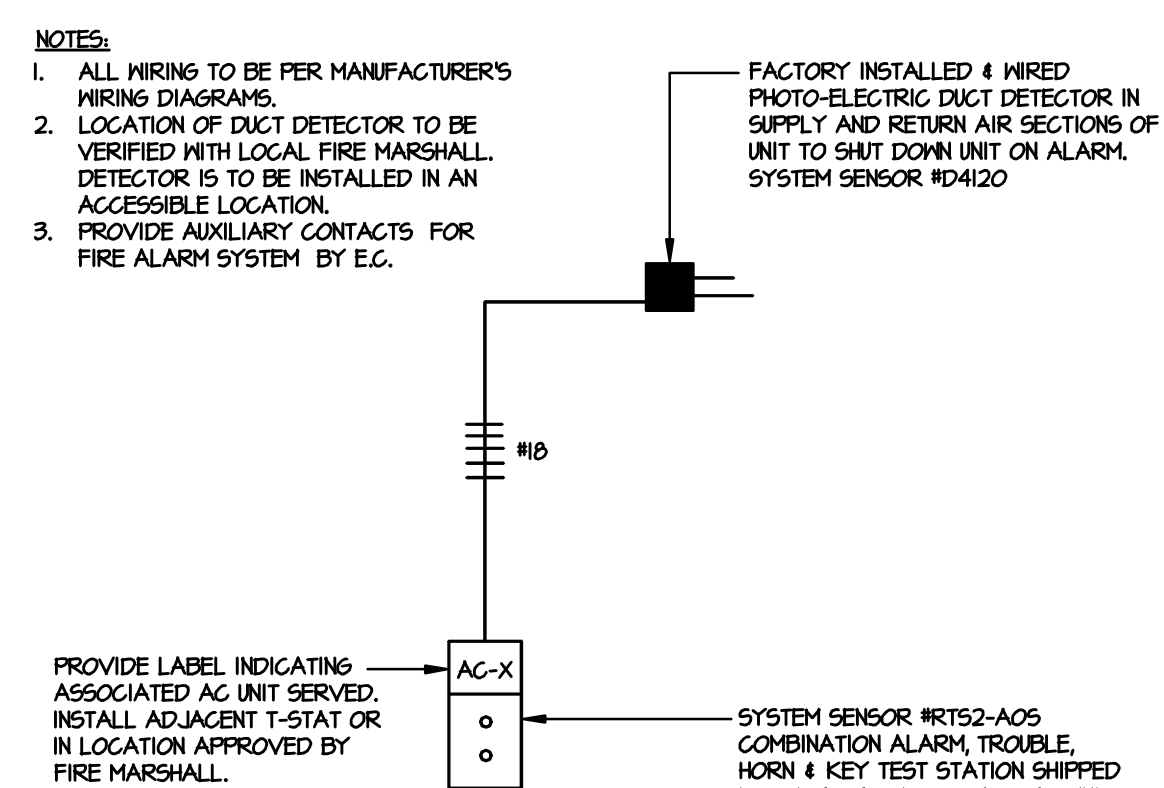 NOTES:
1. ALL WIRING TO BE PER MANUFACTURER'S
WIRING DIAGRAMS.
2. LOCATION OF DUCT DETECTOR TO BE
VERIFIED WITH LOCAL FIRE MARSHALL.
DETECTOR IS TO BE INSTALLED IN AN
ACCESSIBLE LOCATION.
3. PROVIDE AUXILIARY CONTACTS FOR
FIRE ALARM SYSTEM BY E.C.
FACTORY INSTALLED & WIRED
PHOTO-ELECTRIC DUCT DETECTOR IN
SUPPLY AND RETURN AIR SECTIONS OF
UNIT TO SHUT DOWN UNIT ON ALARM.
SYSTEM SENSOR #D4120
#18
PROVIDE LABEL INDICATING
ASSOCIATED AC UNIT SERVED.
INSTALL ADJACENT T-STAT OR
IN LOCATION APPROVED BY
FIRE MARSHALL.
AC-X
SYSTEM SENSOR #RTS2-AOS
COMBINATION ALARM, TROUBLE,
HORN & KEY TEST STATION SHIPPED